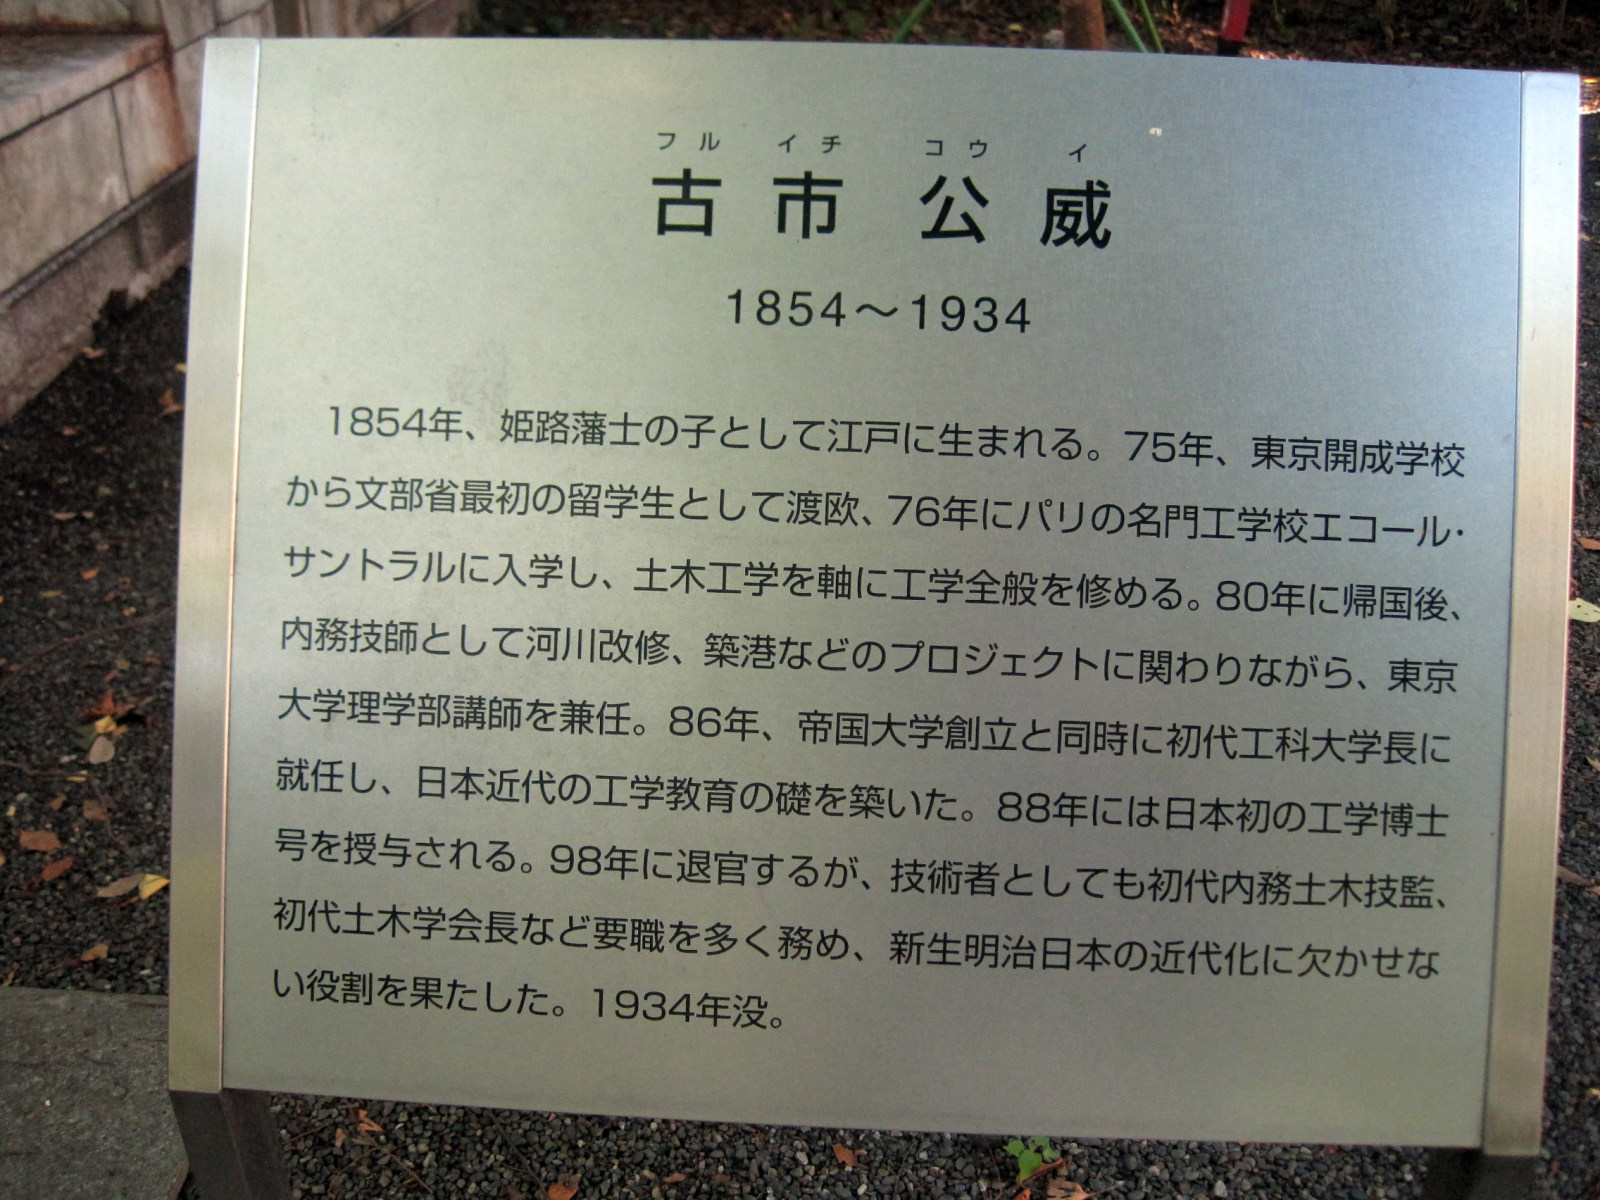 フル イチ コウ イ
古市 公威
1854〜1934
1854年、姫路藩士の子として江戸に生まれる。75年、東京開成学校
から文部省最初の留学生として渡欧、76年にパリの名門工学校エコール・
サントラルに入学し、土木工学を軸に工学全般を修める。80年に帰国後、
内務技師として河川改修、築港などのプロジェクトに関わりながら、東京
大学理学部講師を兼任。86年、帝国大学創立と同時に初代工科大学長に
就任し、日本近代の工学教育の礎を築いた。88年には日本初の工学博士
号を授与される。98年に退官するが、技術者としても初代内務土木技監、
初代土木学会長など要職を多く務め、新生明治日本の近代化に欠かせな
い役割を果たした。1934年没。